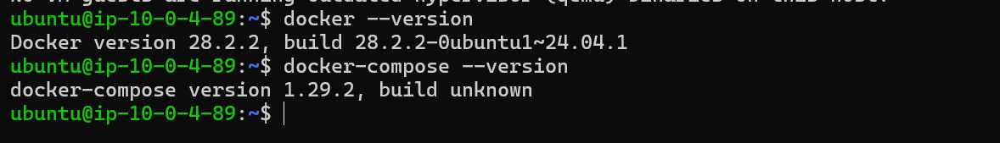 No VM guests are running outdated hypervisor (qemu) binaries on this host.
ubuntu@ip-10-0-4-89:~$ docker --version
Docker version 28.2.2, build 28.2.2-0ubuntu1~24.04.1
ubuntu@ip-10-0-4-89:~$ docker-compose --version
docker-compose version 1.29.2, build unknown
ubuntu@ip-10-0-4-89:~$